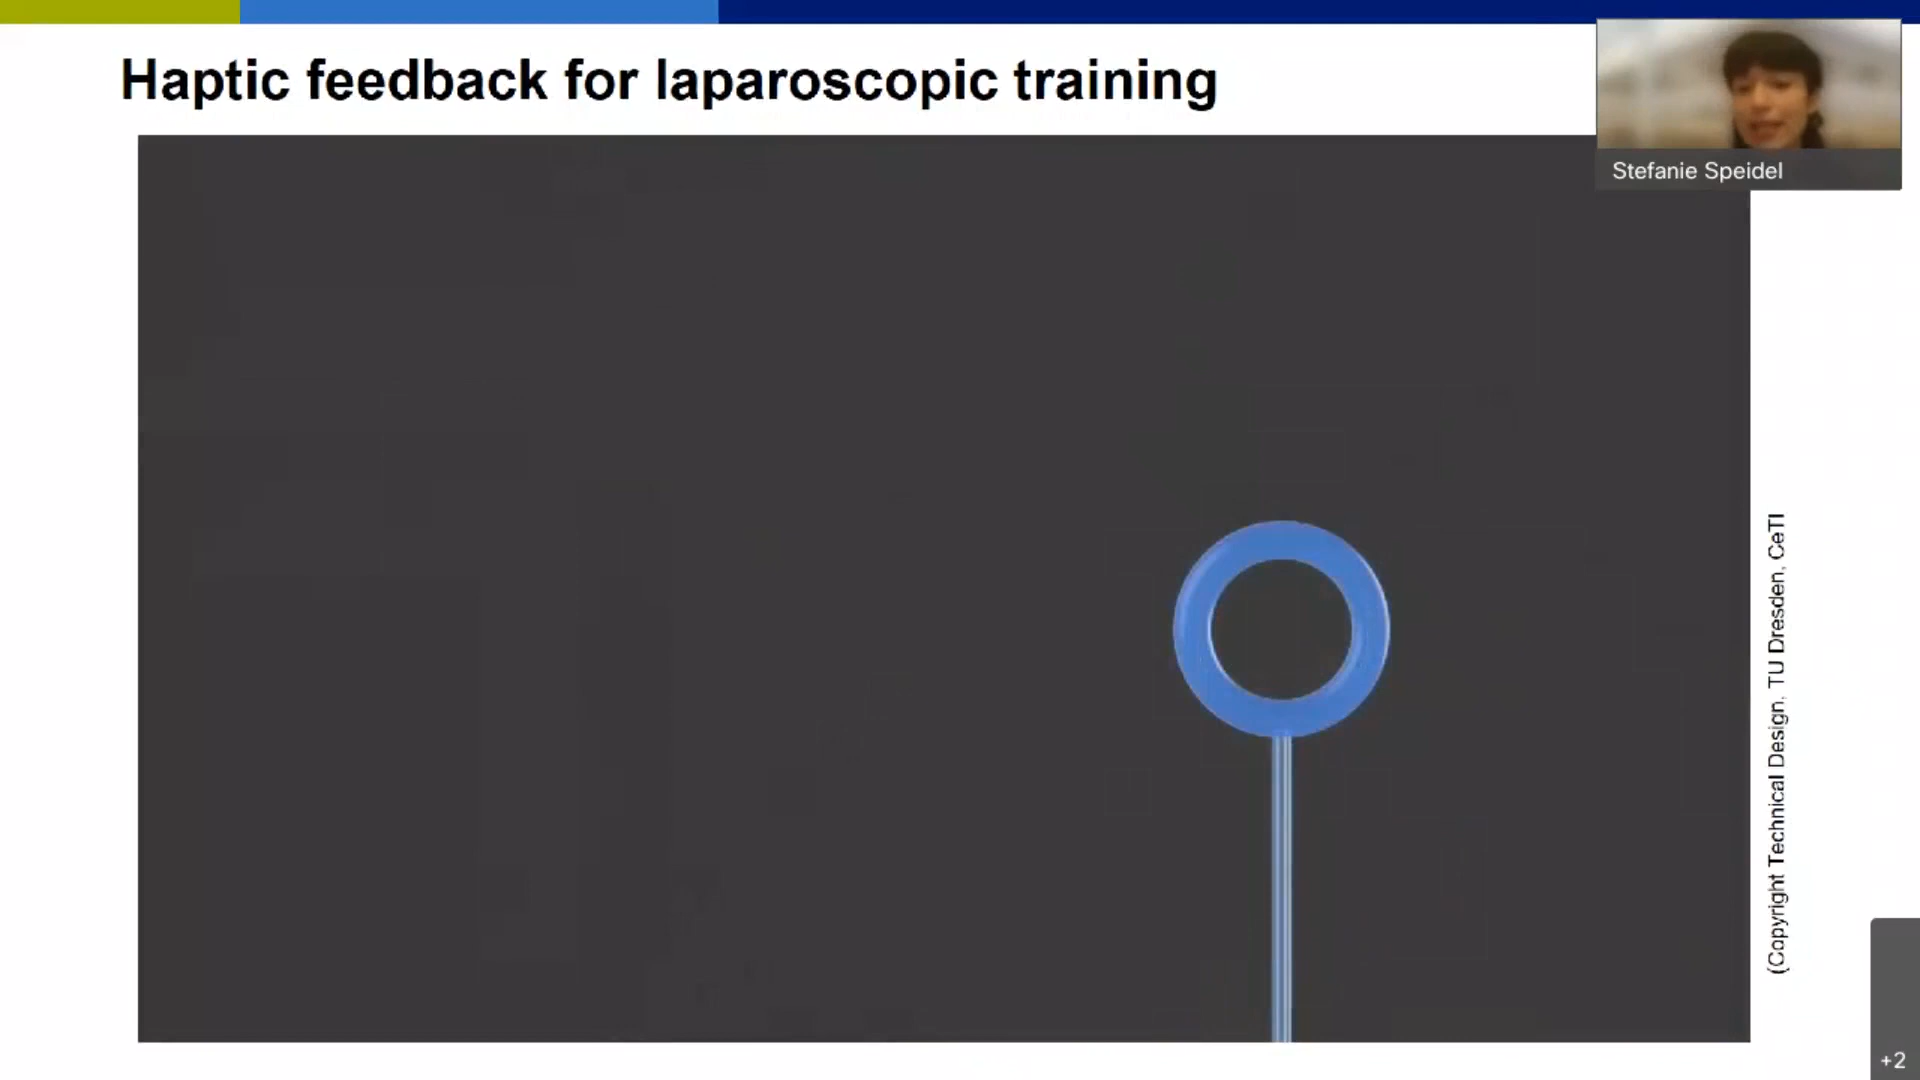 Haptic feedback for laparoscopic training
Stefanie Speidel
(Copyright Technical Design, TU Dresden, CeTI
+2